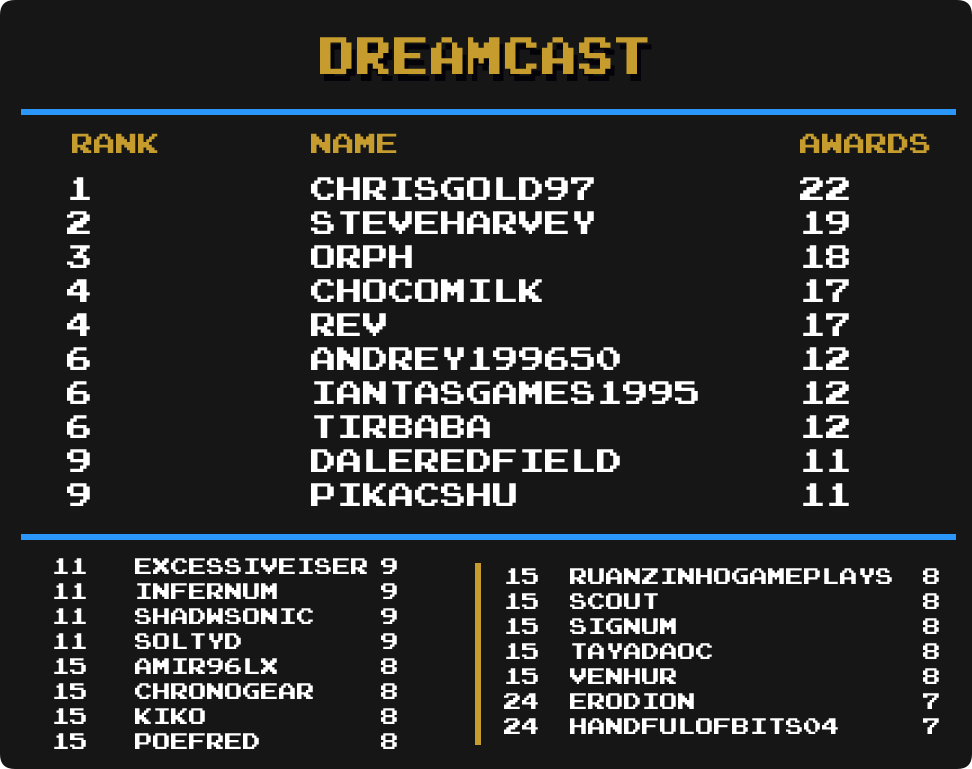 DREAMCAST
RANK NAME AWARDS
1 CHRISGOLD97 22
2 STEVEHARVEY 19
3 ORPH 18
4 CHOCOMILK 17
4 REV 17
6 ANDREY199650 12
6 IANTASGAMES1995 12
6 TIRBABA 12
9 DALEREDFIELD 11
9 PIKACSHU 11
11 EXCESSIVEISER 9
11 INFERNUM 9
11 SHADWSONIC 9
11 SOLTYD 9
15 AMIR96LX 8
15 CHRONOGEAR 8
15 KIKO 8
15 POEFRED 8
15 RUANZINHOGAMEPLAYS 8
15 SCOUT 8
15 SIGNUM 8
15 TAYADAOC 8
15 VENHUR 8
24 ERODION 7
24 HANDFULOFBITS04 7